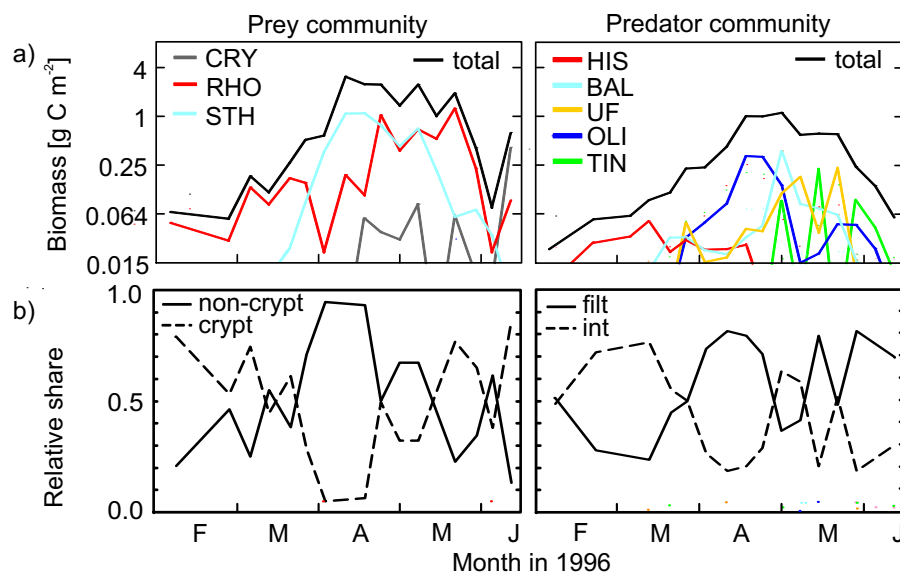 Prey community
Predator community
a)
Biomass [g C m⁻²]
4
1
0.25
0.064
0.015
CRY
RHO
STH
total
HIS
BAL
UF
OLI
TIN
total
b)
Relative share
1.0
0.5
0.0
non-crypt
crypt
filt
int
F M A M J
F M A M J
Month in 1996